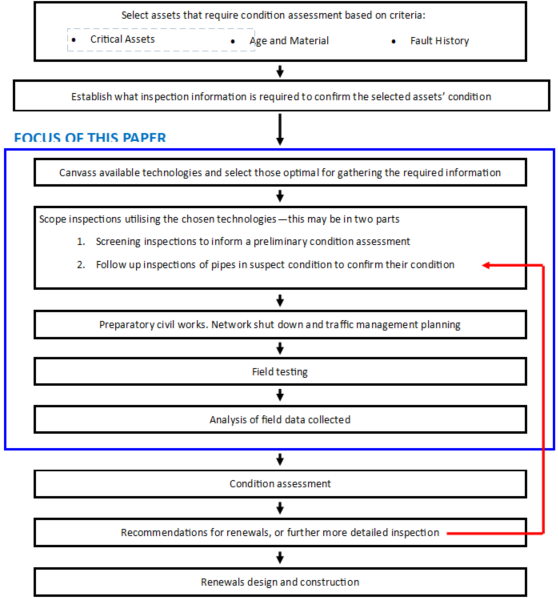 Select assets that require condition assessment based on criteria:
• Critical Assets • Age and Material • Fault History
Establish what inspection information is required to confirm the selected assets’ condition
FOCUS OF THIS PAPER
Canvass available technologies and select those optimal for gathering the required information
Scope inspections utilising the chosen technologies—this may be in two parts
1. Screening inspections to inform a preliminary condition assessment
2. Follow up inspections of pipes in suspect condition to confirm their condition
Preparatory civil works. Network shut down and traffic management planning
Field testing
Analysis of field data collected
Condition assessment
Recommendations for renewals, or further more detailed inspection
Renewals design and construction